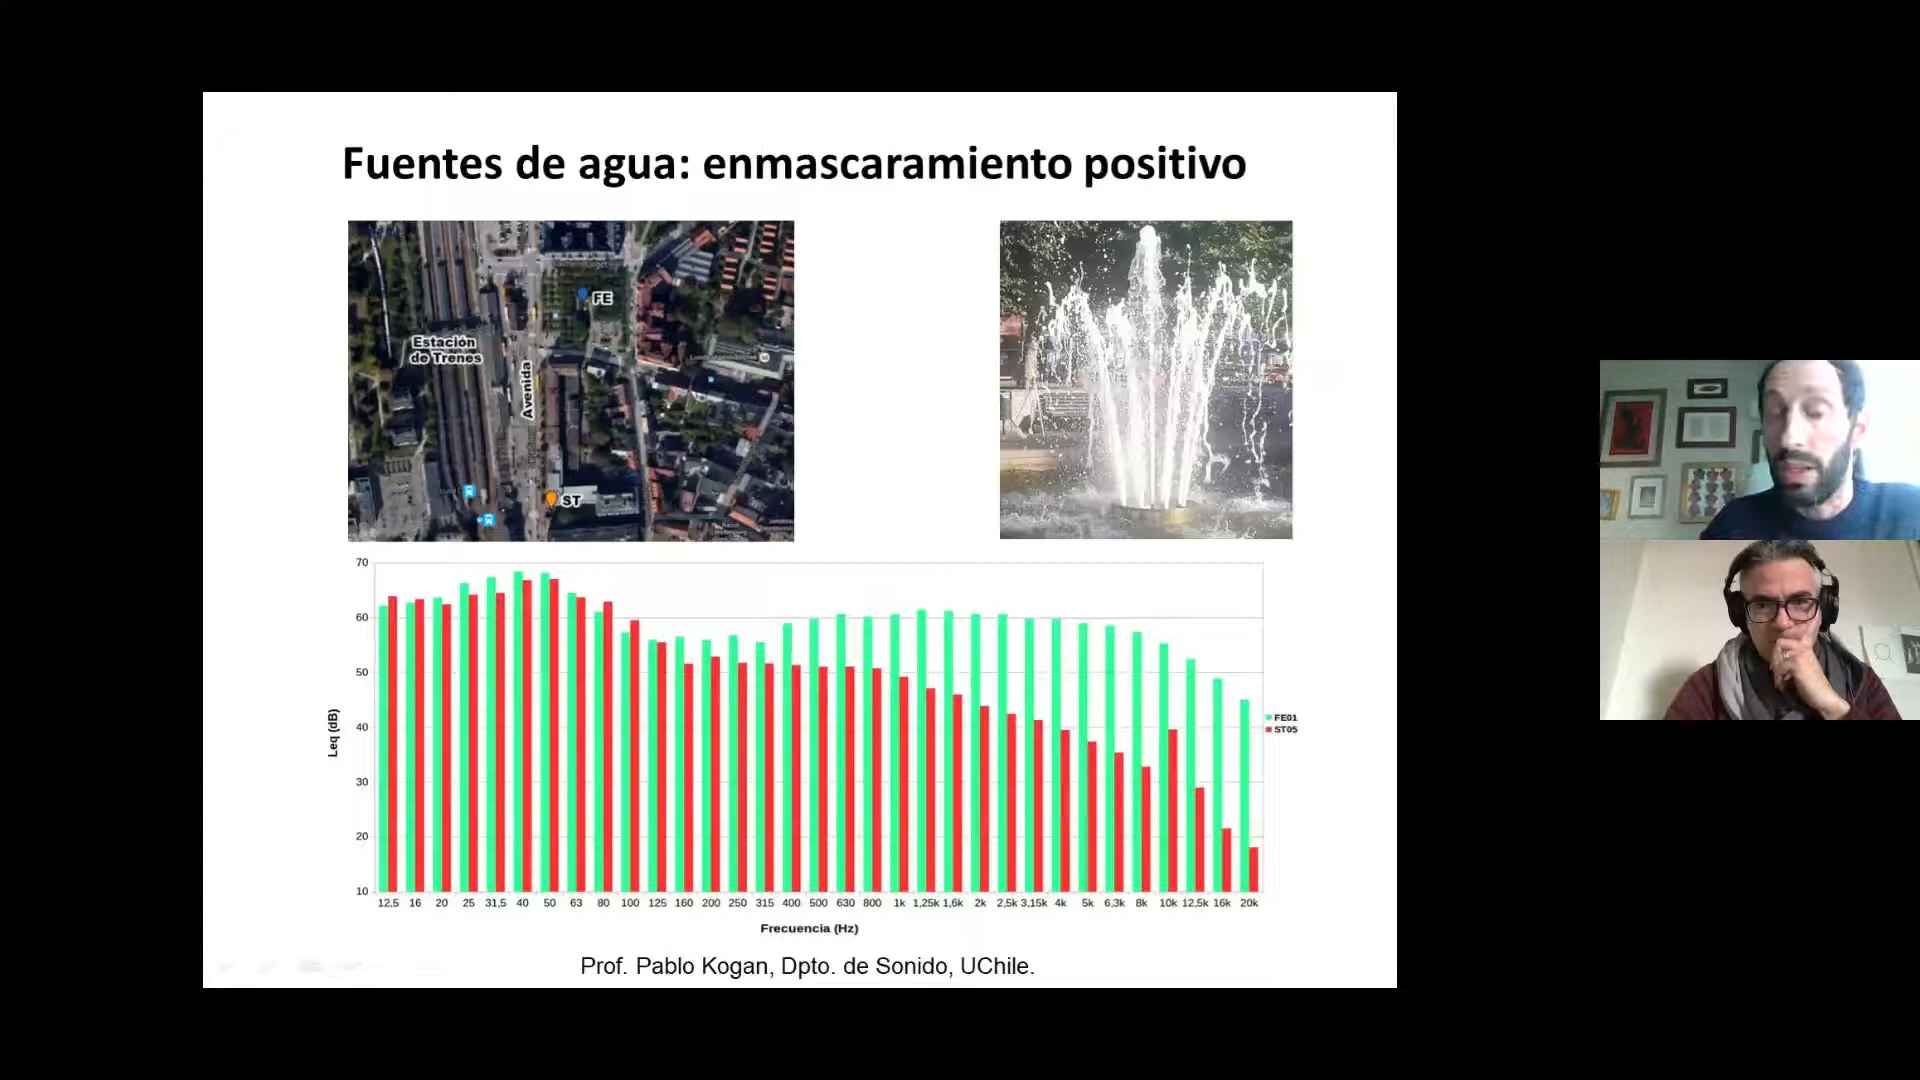 Fuentes de agua: enmascaramiento positivo
FE
Estación
de Trenes
Avenida
ST
70
60
50
40
30
20
10
Leq (dB)
12,5 16 20 25 31,5 40 50 63 80 100 125 160 200 250 315 400 500 630 800 1k 1,25k 1,6k 2k 2,5k 3,15k 4k 5k 6,3k 8k 10k 12,5k 16k 20k
Frecuencia (Hz)
FE01
ST05
Prof. Pablo Kogan, Dpto. de Sonido, UChile.